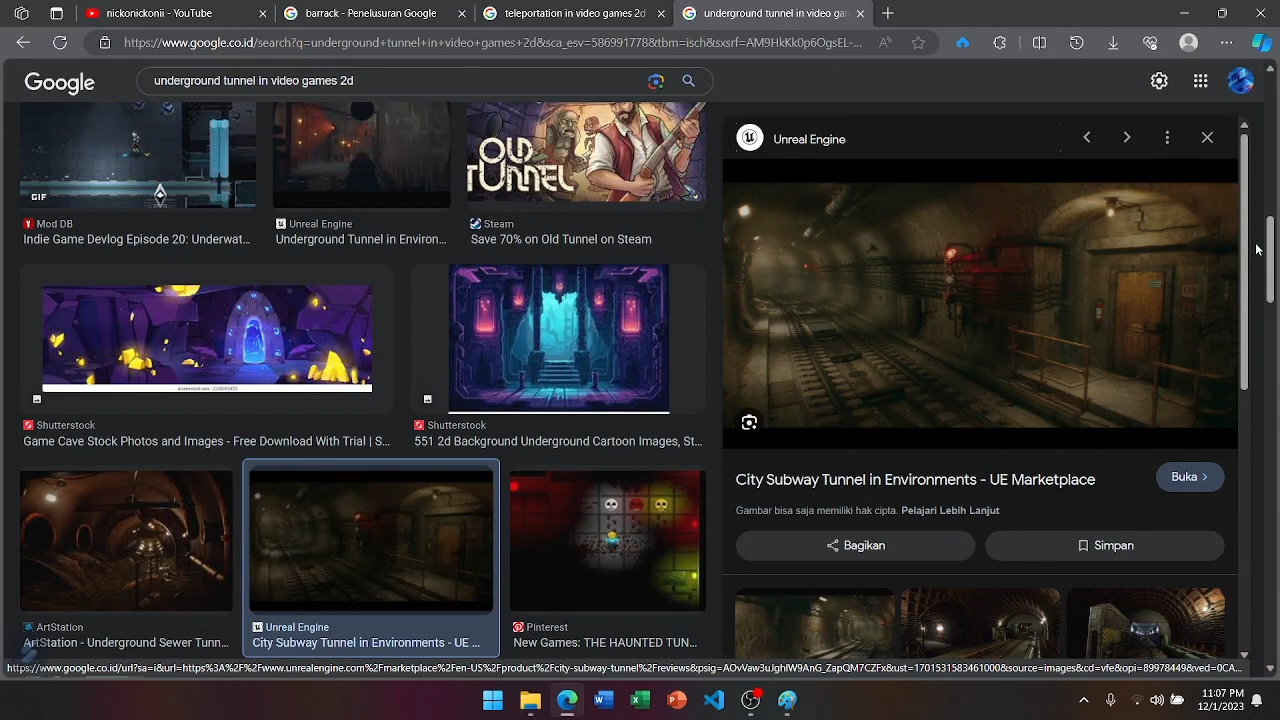 nickonickonii - YouTube
barrack - Penelusuran Google
teleportation in video games 2d
underground tunnel in video gam
https://www.google.co.id/search?q=underground+tunnel+in+video+games+2d&sca_esv=586991778&tbm=isch&sxsrf=AM9HkKk0p6OgsEL-...
Google
underground tunnel in video games 2d
GIF
OLD
TUNNEL
Mod DB
Indie Game Devlog Episode 20: Underwat...
Unreal Engine
Underground Tunnel in Environ...
Steam
Save 70% on Old Tunnel on Steam
Shutterstock
Game Cave Stock Photos and Images - Free Download With Trial | S...
Shutterstock
551 2d Background Underground Cartoon Images, St...
ArtStation
ArtStation - Underground Sewer Tunn...
Unreal Engine
City Subway Tunnel in Environments - UE ...
Pinterest
New Games: THE HAUNTED TUN...
Unreal Engine
City Subway Tunnel in Environments - UE Marketplace
Buka
Gambar bisa saja memiliki hak cipta. Pelajari Lebih Lanjut
Bagikan
Simpan
11:07 PM
12/1/2023